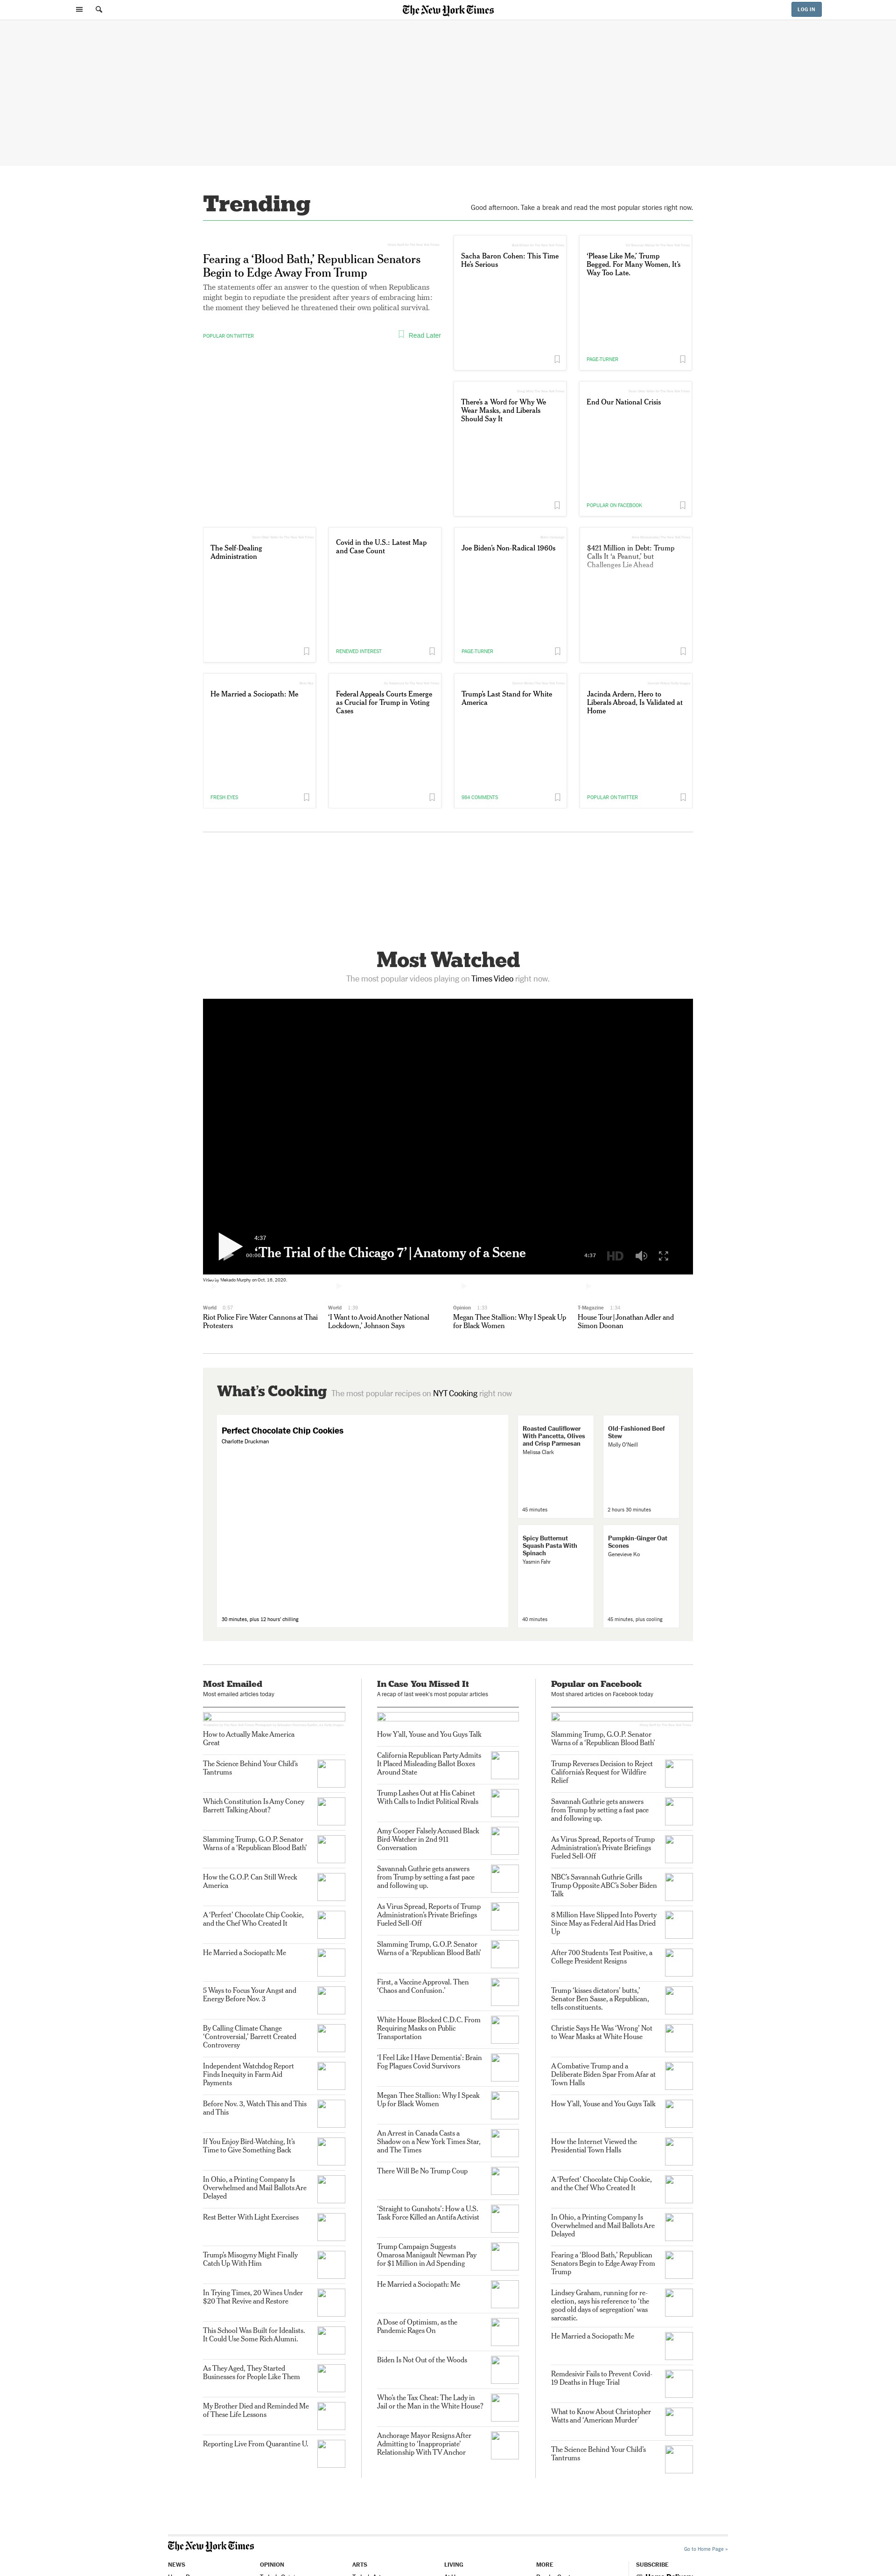 The New York Times
LOG IN
Trending
Good afternoon. Take a break and read the most popular stories right now.
Fearing a ‘Blood Bath,’ Republican Senators
Begin to Edge Away From Trump
The statements offer an answer to the question of when Republicans
might begin to repudiate the president after years of embracing him:
the moment they believed he threatened their own political survival.
POPULAR ON TWITTER
Read Later
Sacha Baron Cohen: This Time
He’s Serious
‘Please Like Me,’ Trump
Begged. For Many Women, It’s
Way Too Late.
PAGE-TURNER
There’s a Word for Why We
Wear Masks, and Liberals
Should Say It
End Our National Crisis
POPULAR ON FACEBOOK
The Self-Dealing
Administration
Covid in the U.S.: Latest Map
and Case Count
RENEWED INTEREST
Joe Biden’s Non-Radical 1960s
PAGE-TURNER
$421 Million in Debt: Trump
Calls It ‘a Peanut,’ but
Challenges Lie Ahead
He Married a Sociopath: Me
FRESH EYES
Federal Appeals Courts Emerge
as Crucial for Trump in Voting
Cases
Trump’s Last Stand for White
America
984 COMMENTS
Jacinda Ardern, Hero to
Liberals Abroad, Is Validated at
Home
POPULAR ON TWITTER
Most Watched
The most popular videos playing on Times Video right now.
4:37
00:00
‘The Trial of the Chicago 7’ | Anatomy of a Scene
4:37
HD
Video by Mekado Murphy on Oct. 18, 2020.
World 0:57
Riot Police Fire Water Cannons at Thai
Protesters
World 1:38
‘I Want to Avoid Another National
Lockdown,’ Johnson Says
Opinion 1:33
Megan Thee Stallion: Why I Speak Up
for Black Women
T Magazine 1:34
House Tour | Jonathan Adler and
Simon Doonan
What’s Cooking
The most popular recipes on NYT Cooking right now
Perfect Chocolate Chip Cookies
Charlotte Druckman
30 minutes, plus 12 hours’ chilling
Roasted Cauliflower
With Pancetta, Olives
and Crisp Parmesan
Melissa Clark
45 minutes
Old-Fashioned Beef
Stew
Molly O’Neill
2 hours 30 minutes
Spicy Butternut
Squash Pasta With
Spinach
Yasmin Fahr
40 minutes
Pumpkin-Ginger Oat
Scones
Genevieve Ko
45 minutes, plus cooling
Most Emailed
Most emailed articles today
How to Actually Make America
Great
The Science Behind Your Child’s
Tantrums
Which Constitution Is Amy Coney
Barrett Talking About?
Slamming Trump, G.O.P. Senator
Warns of a ‘Republican Blood Bath’
How the G.O.P. Can Still Wreck
America
A ‘Perfect’ Chocolate Chip Cookie,
and the Chef Who Created It
He Married a Sociopath: Me
5 Ways to Focus Your Angst and
Energy Before Nov. 3
By Calling Climate Change
‘Controversial,’ Barrett Created
Controversy
Independent Watchdog Report
Finds Inequity in Farm Aid
Payments
Before Nov. 3, Watch This and This
and This
If You Enjoy Bird-Watching, It’s
Time to Give Something Back
In Ohio, a Printing Company Is
Overwhelmed and Mail Ballots Are
Delayed
Rest Better With Light Exercises
Trump’s Misogyny Might Finally
Catch Up With Him
In Trying Times, 20 Wines Under
$20 That Revive and Restore
This School Was Built for Idealists.
It Could Use Some Rich Alumni.
As They Aged, They Started
Businesses for People Like Them
My Brother Died and Reminded Me
of These Life Lessons
Reporting Live From Quarantine U.
In Case You Missed It
A recap of last week’s most popular articles
How Y’all, Youse and You Guys Talk
California Republican Party Admits
It Placed Misleading Ballot Boxes
Around State
Trump Lashes Out at His Cabinet
With Calls to Indict Political Rivals
Amy Cooper Falsely Accused Black
Bird-Watcher in 2nd 911
Conversation
Savannah Guthrie gets answers
from Trump by setting a fast pace
and following up.
As Virus Spread, Reports of Trump
Administration’s Private Briefings
Fueled Sell-Off
Slamming Trump, G.O.P. Senator
Warns of a ‘Republican Blood Bath’
First, a Vaccine Approval. Then
‘Chaos and Confusion.’
White House Blocked C.D.C. From
Requiring Masks on Public
Transportation
‘I Feel Like I Have Dementia’: Brain
Fog Plagues Covid Survivors
Megan Thee Stallion: Why I Speak
Up for Black Women
An Arrest in Canada Casts a
Shadow on a New York Times Star,
and The Times
There Will Be No Trump Coup
‘Straight to Gunshots’: How a U.S.
Task Force Killed an Antifa Activist
Trump Campaign Suggests
Omarosa Manigault Newman Pay
for $1 Million in Ad Spending
He Married a Sociopath: Me
A Dose of Optimism, as the
Pandemic Rages On
Biden Is Not Out of the Woods
Who’s the Tax Cheat: The Lady in
Jail or the Man in the White House?
Anchorage Mayor Resigns After
Admitting to ‘Inappropriate’
Relationship With TV Anchor
Popular on Facebook
Most shared articles on Facebook today
Slamming Trump, G.O.P. Senator
Warns of a ‘Republican Blood Bath’
Trump Reverses Decision to Reject
California’s Request for Wildfire
Relief
Savannah Guthrie gets answers
from Trump by setting a fast pace
and following up.
As Virus Spread, Reports of Trump
Administration’s Private Briefings
Fueled Sell-Off
NBC’s Savannah Guthrie Grills
Trump Opposite ABC’s Sober Biden
Talk
8 Million Have Slipped Into Poverty
Since May as Federal Aid Has Dried
Up
After 700 Students Test Positive, a
College President Resigns
Trump ‘kisses dictators’ butts,’
Senator Ben Sasse, a Republican,
tells constituents.
Christie Says He Was ‘Wrong’ Not
to Wear Masks at White House
A Combative Trump and a
Deliberate Biden Spar From Afar at
Town Halls
How Y’all, Youse and You Guys Talk
How the Internet Viewed the
Presidential Town Halls
A ‘Perfect’ Chocolate Chip Cookie,
and the Chef Who Created It
In Ohio, a Printing Company Is
Overwhelmed and Mail Ballots Are
Delayed
Fearing a ‘Blood Bath,’ Republican
Senators Begin to Edge Away From
Trump
Lindsey Graham, running for re-
election, says his reference to ‘the
good old days of segregation’ was
sarcastic.
He Married a Sociopath: Me
Remdesivir Fails to Prevent Covid-
19 Deaths in Huge Trial
What to Know About Christopher
Watts and ‘American Murder’
The Science Behind Your Child’s
Tantrums
The New York Times
Go to Home Page »
NEWS
OPINION
ARTS
LIVING
MORE
SUBSCRIBE